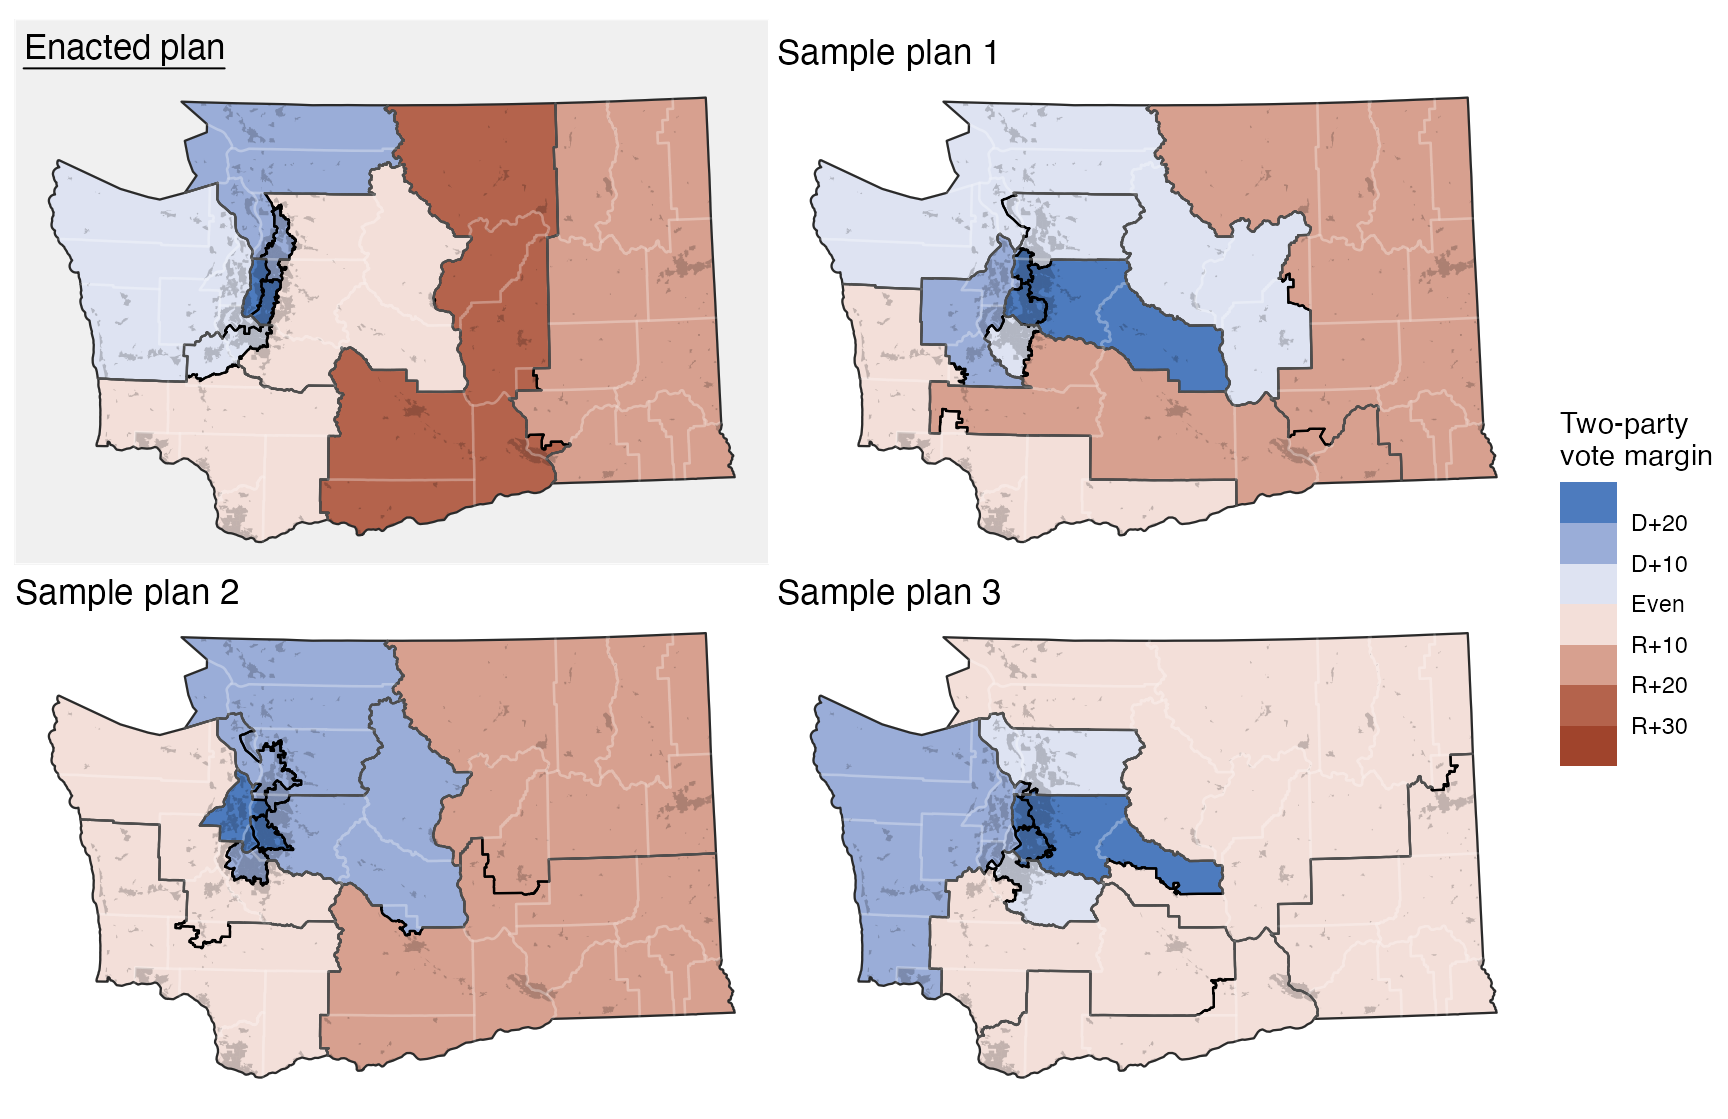 Enacted plan
Sample plan 1
Sample plan 2
Sample plan 3
Two-party
vote margin
D+20
D+10
Even
R+10
R+20
R+30